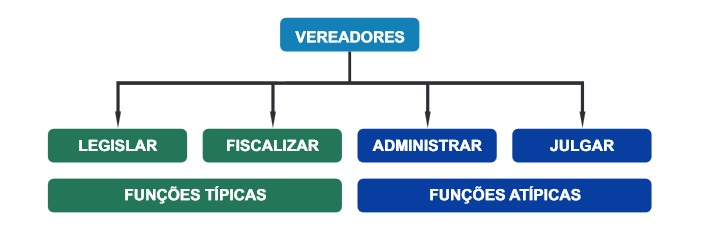 VEREADORES
LEGISLAR
FISCALIZAR
ADMINISTRAR
JULGAR
FUNÇÕES TÍPICAS
FUNÇÕES ATÍPICAS